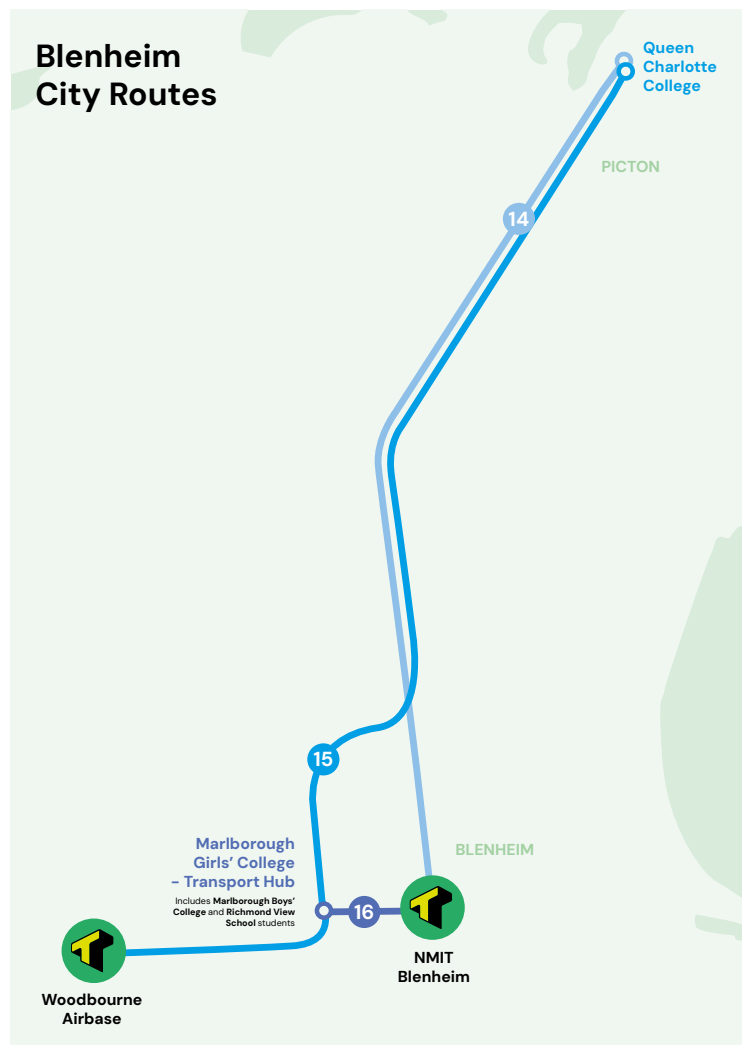 Blenheim
City Routes
Queen
Charlotte
College
PICTON
14
15
BLENHEIM
Marlborough
Girls’ College
– Transport Hub
Includes Marlborough Boys’
College and Richmond View
School students
16
NMIT
Blenheim
Woodbourne
Airbase